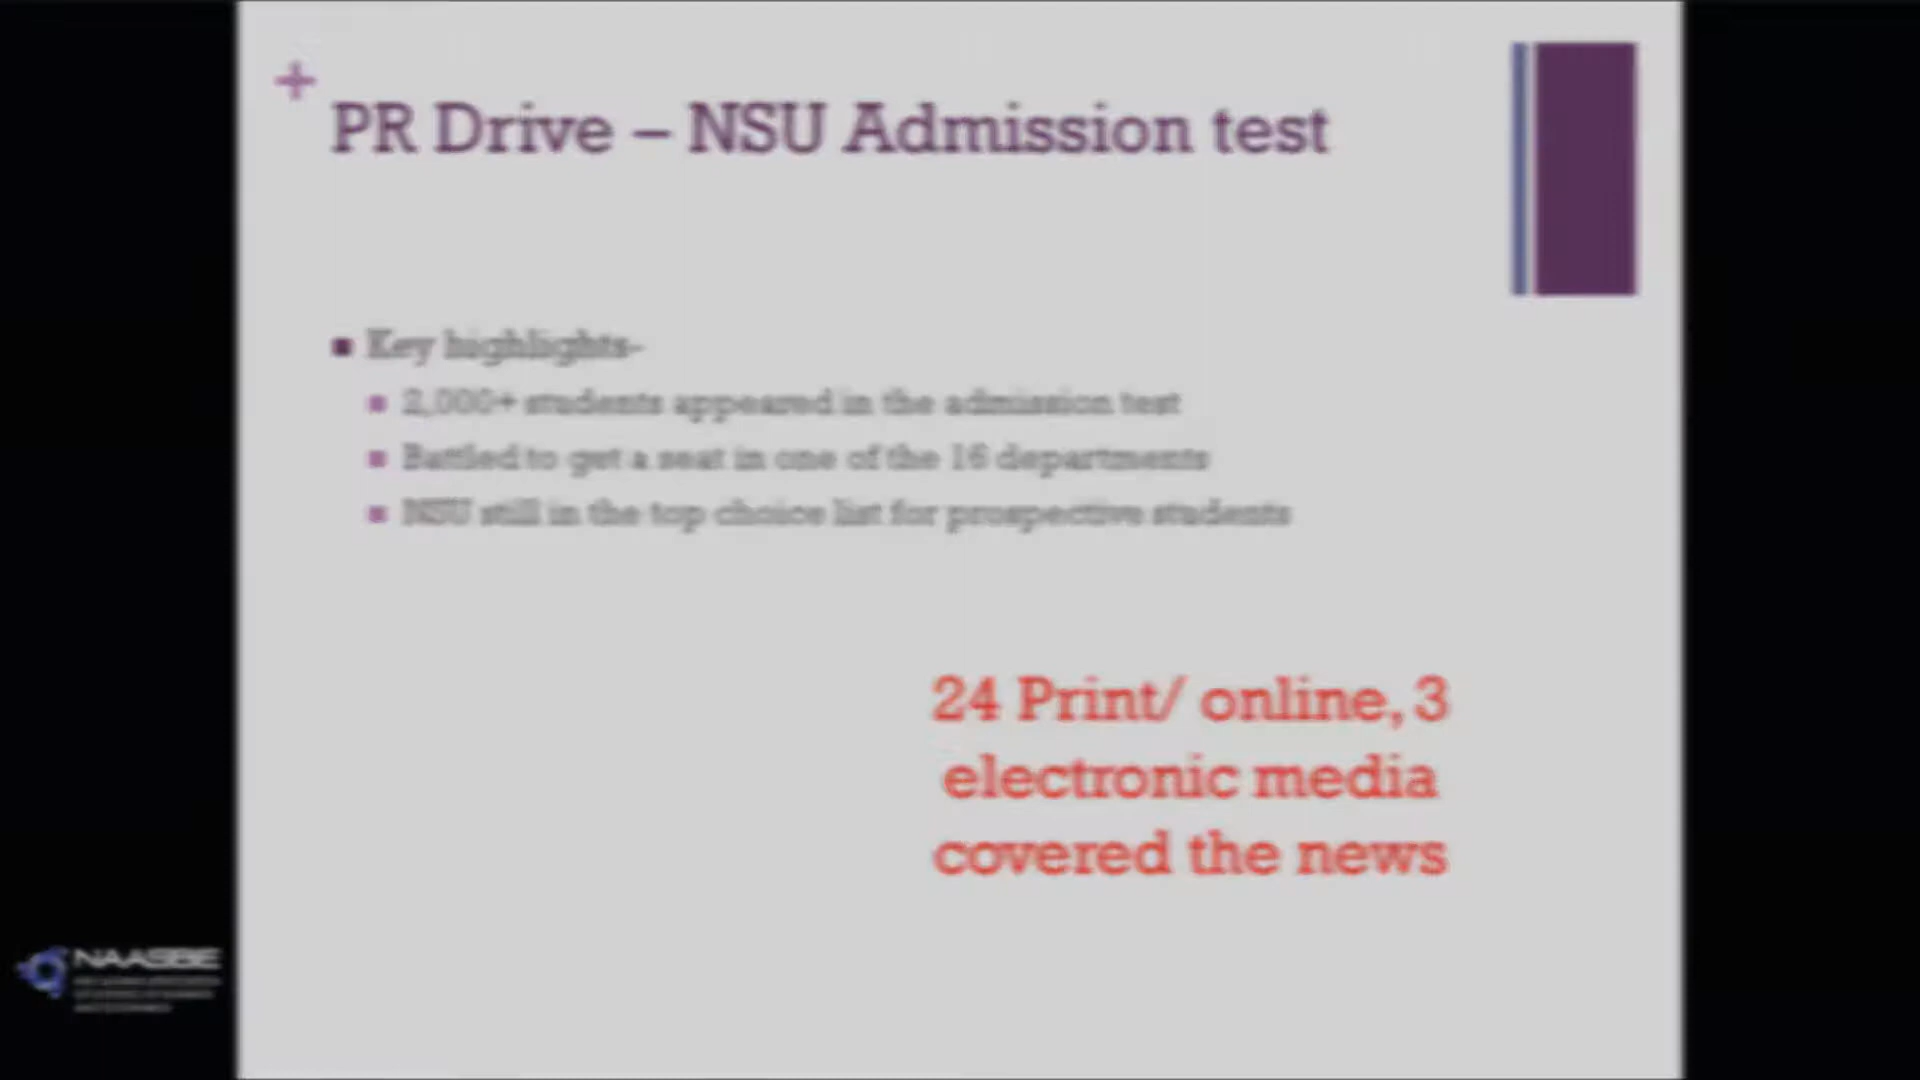 +
PR Drive – NSU Admission test
Key highlights-
2,000+ students appeared in the admission test
Battled to get a seat in one of the 16 departments
NSU still in the top choice list for prospective students
24 Print/ online, 3
electronic media
covered the news
NAASBE